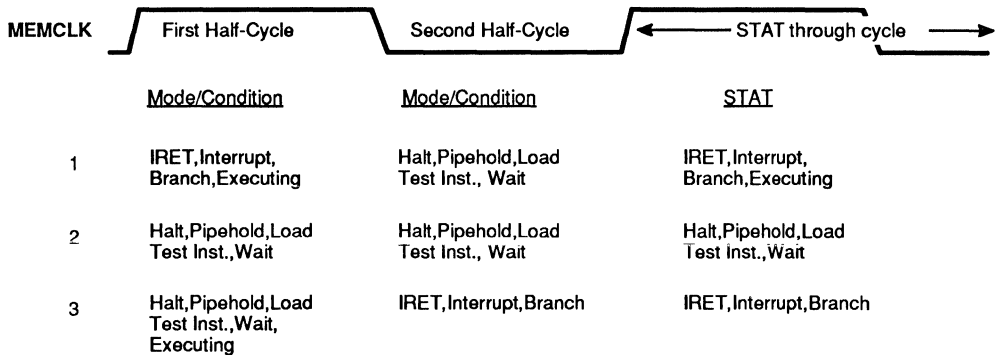 MEMCLK First Half-Cycle Second Half-Cycle STAT through cycle
Mode/Condition Mode/Condition STAT
1 IRET,Interrupt, Halt,Pipehold,Load IRET,Interrupt,
Branch,Executing Test Inst., Wait Branch,Executing
2 Halt,Pipehold,Load Halt,Pipehold,Load Halt,Pipehold,Load
Test Inst.,Wait Test Inst., Wait Test Inst.,Wait
3 Halt,Pipehold,Load IRET,Interrupt,Branch IRET,Interrupt,Branch
Test Inst.,Wait,
Executing